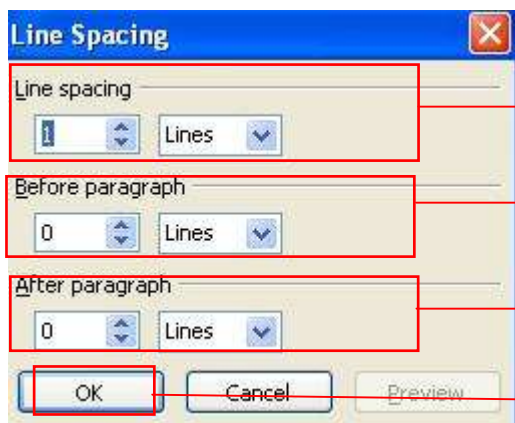 Line Spacing
Line spacing
1 Lines
Before paragraph
0 Lines
After paragraph
0 Lines
OK Cancel Preview